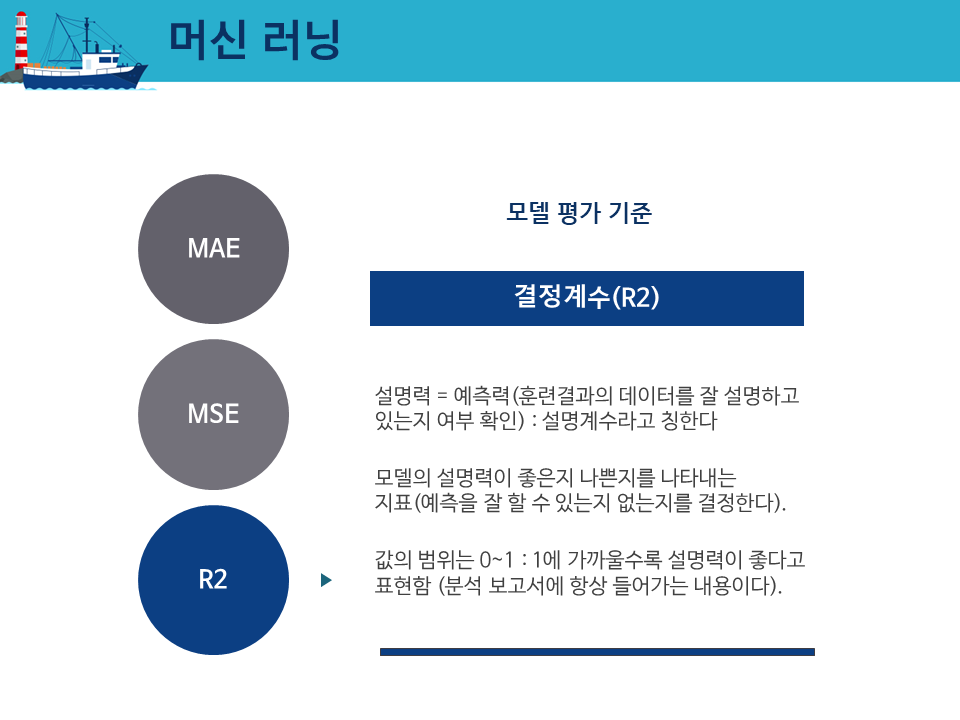 머신 러닝
MAE
모델 평가 기준
결정계수(R2)
MSE
설명력 = 예측력(훈련결과의 데이터를 잘 설명하고
있는지 여부 확인) : 설명계수라고 칭한다
모델의 설명력이 좋은지 나쁜지를 나타내는
지표(예측을 잘 할 수 있는지 없는지를 결정한다).
R2
값의 범위는 0~1 : 1에 가까울수록 설명력이 좋다고
표현함 (분석 보고서에 항상 들어가는 내용이다).